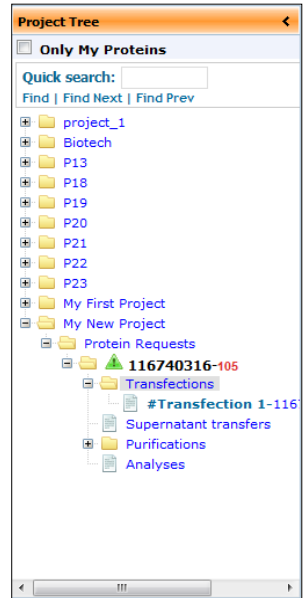 Project Tree
Only My Proteins
Quick search:
Find | Find Next | Find Prev
project_1
Biotech
P13
P18
P19
P20
P21
P22
P23
My First Project
My New Project
Protein Requests
116740316-105
Transfections
#Transfection 1-116
Supernatant transfers
Purifications
Analyses